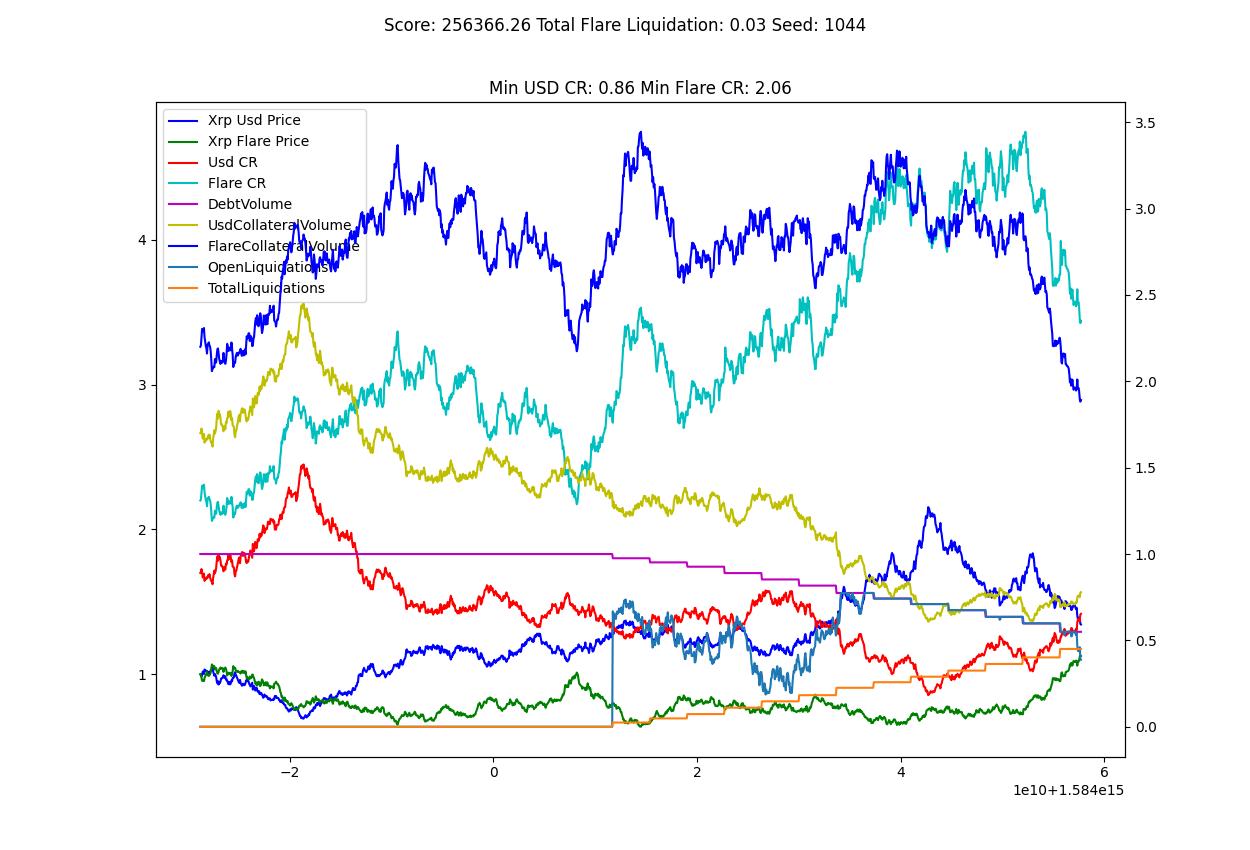 Score: 256366.26 Total Flare Liquidation: 0.03 Seed: 1044
Min USD CR: 0.86 Min Flare CR: 2.06
Xrp Usd Price
Xrp Flare Price
Usd CR
Flare CR
DebtVolume
UsdCollateralVolume
FlareCollateralVolume
OpenLiquidations
TotalLiquidations
4
3
2
1
3.5
3.0
2.5
2.0
1.5
1.0
0.5
0.0
−2 0 2 4 6
1e10+1.584e15